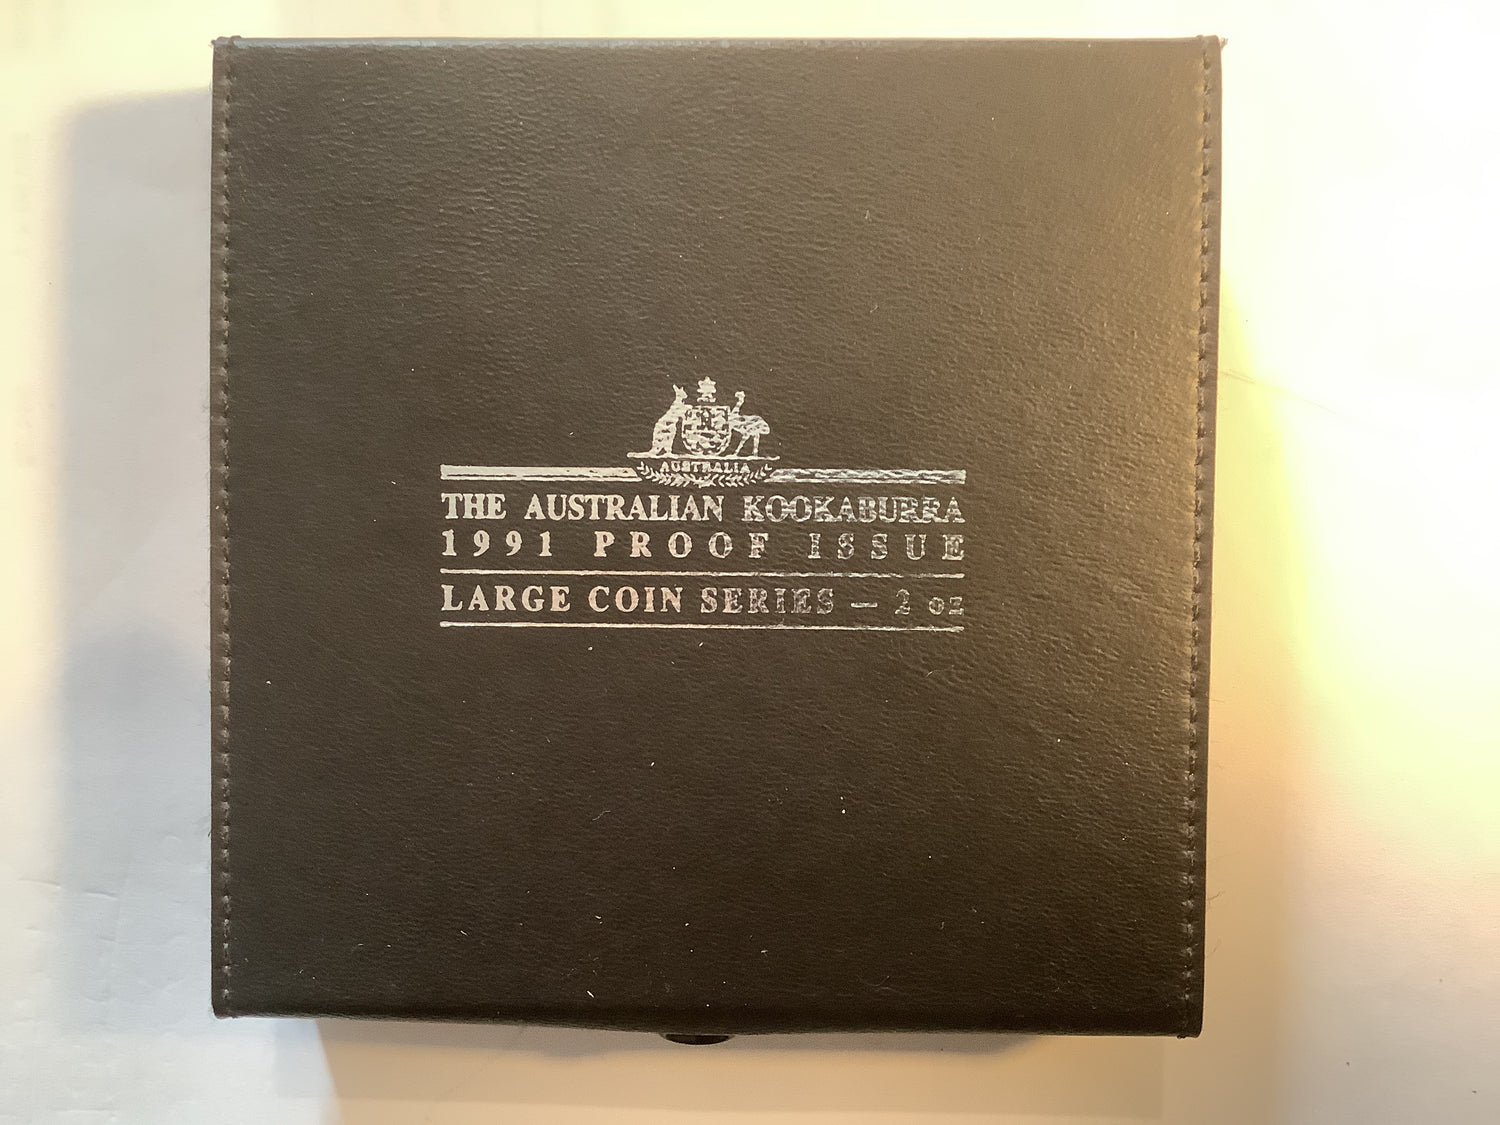 AUSTRALIA
THE AUSTRALIAN KOOKABURRA
1991 PROOF ISSUE
LARGE COIN SERIES — 2 oz